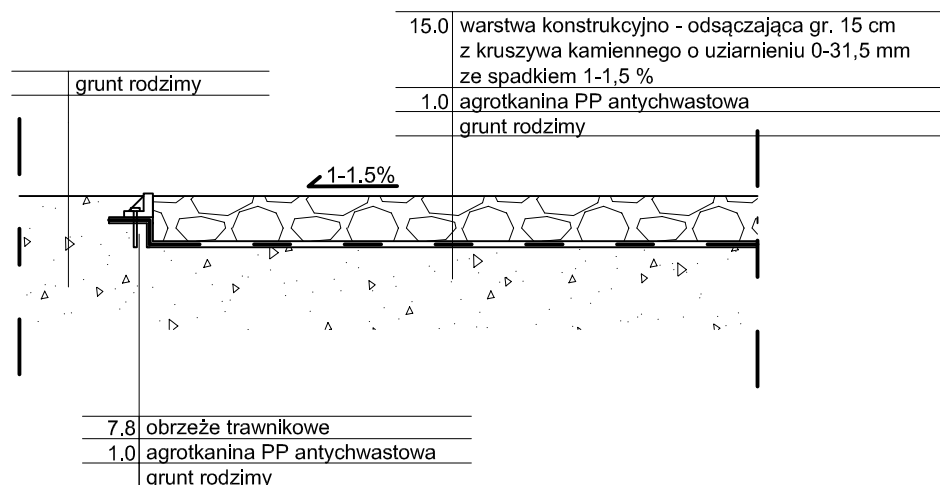 15.0 warstwa konstrukcyjno - odsączająca gr. 15 cm
z kruszywa kamiennego o uziarnieniu 0-31,5 mm
ze spadkiem 1-1,5 %
1.0 agrotkanina PP antychwastowa
grunt rodzimy
grunt rodzimy
1-1.5%
7.8 obrzeże trawnikowe
1.0 agrotkanina PP antychwastowa
grunt rodzimy